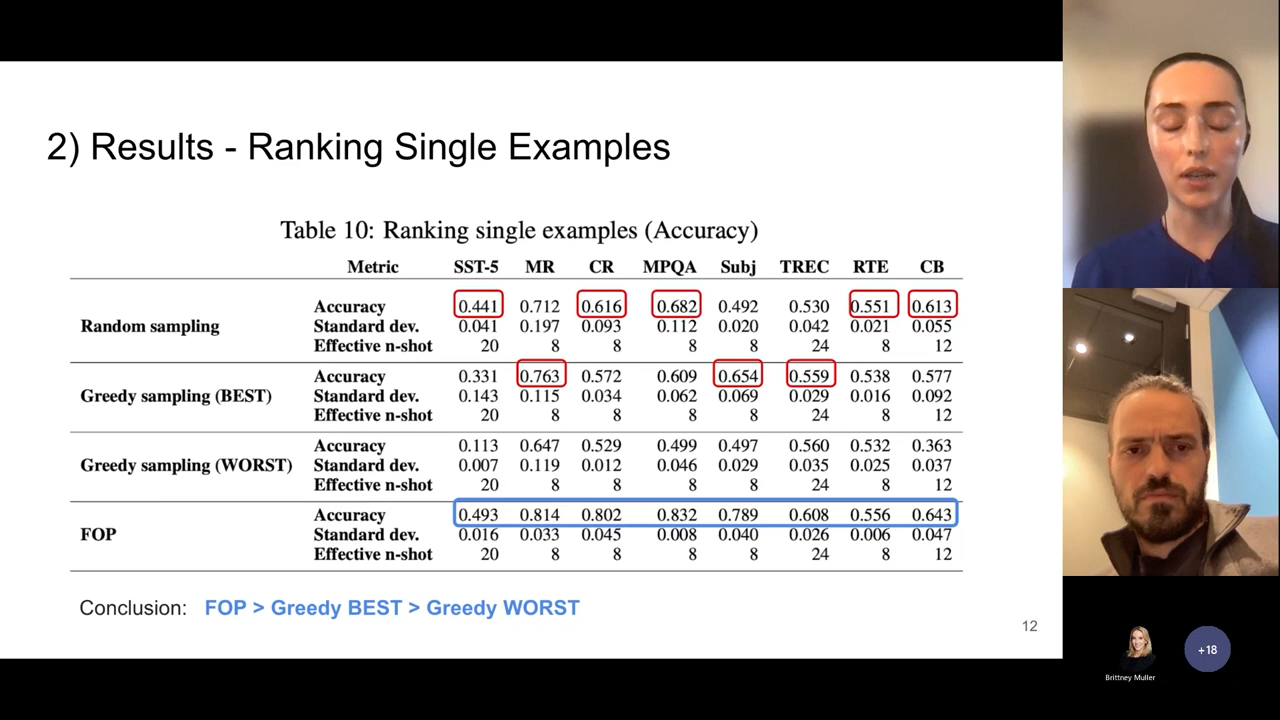 2) Results - Ranking Single Examples
Table 10: Ranking single examples (Accuracy)
Metric SST-5 MR CR MPQA Subj TREC RTE CB
Random sampling
Accuracy 0.441 0.712 0.616 0.682 0.492 0.530 0.551 0.613
Standard dev. 0.041 0.197 0.093 0.112 0.020 0.042 0.021 0.055
Effective n-shot 20 8 8 8 8 24 8 12
Greedy sampling (BEST)
Accuracy 0.331 0.763 0.572 0.609 0.654 0.559 0.538 0.577
Standard dev. 0.143 0.115 0.034 0.062 0.069 0.029 0.016 0.092
Effective n-shot 20 8 8 8 8 24 8 12
Greedy sampling (WORST)
Accuracy 0.113 0.647 0.529 0.499 0.497 0.560 0.532 0.363
Standard dev. 0.007 0.119 0.012 0.046 0.029 0.035 0.025 0.037
Effective n-shot 20 8 8 8 8 24 8 12
FOP
Accuracy 0.493 0.814 0.802 0.832 0.789 0.608 0.556 0.643
Standard dev. 0.016 0.033 0.045 0.008 0.040 0.026 0.006 0.047
Effective n-shot 20 8 8 8 8 24 8 12
Conclusion: FOP > Greedy BEST > Greedy WORST
12
Brittney Muller
+18